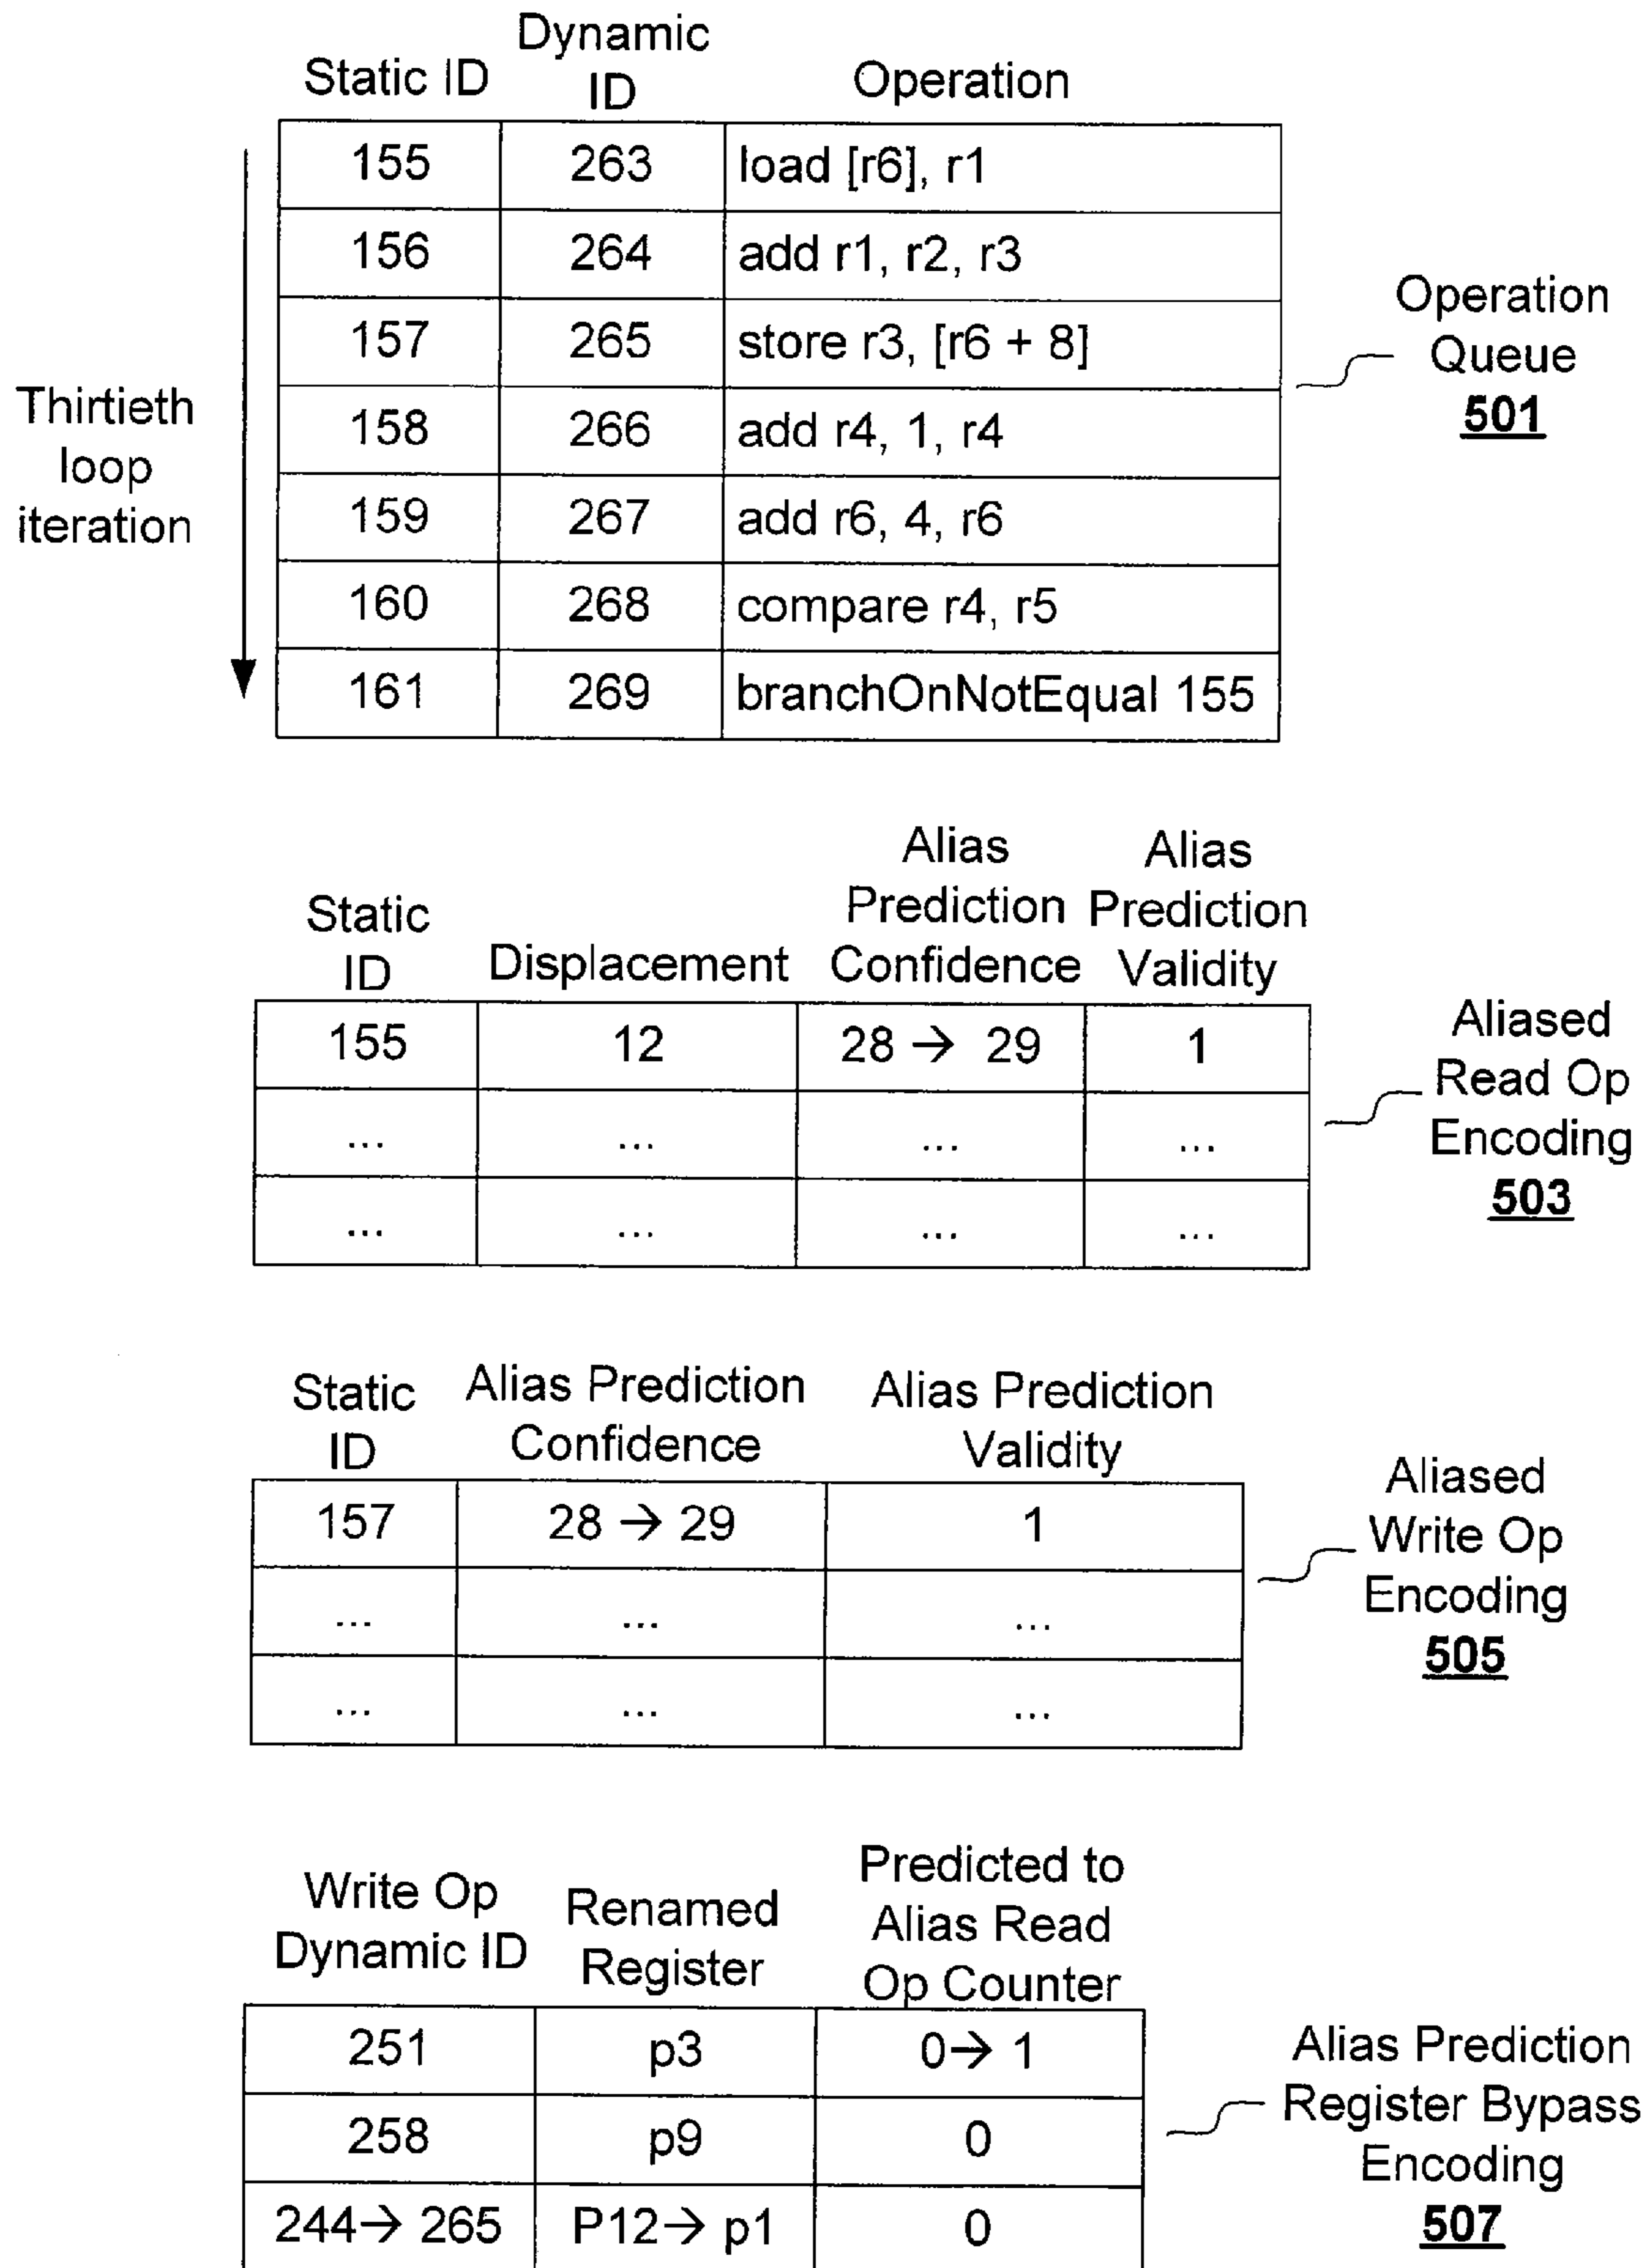 Static ID Dynamic ID Operation
155 263 load [r6], r1
156 264 add r1, r2, r3
157 265 store r3, [r6 + 8]
158 266 add r4, 1, r4
159 267 add r6, 4, r6
160 268 compare r4, r5
161 269 branchOnNotEqual 155
Thirtieth
loop
iteration
Operation
Queue
501
Static ID Displacement Alias Prediction Confidence Alias Prediction Validity
155 12 28 → 29 1
... ... ... ...
... ... ... ...
Aliased
Read Op
Encoding
503
Static ID Alias Prediction Confidence Alias Prediction Validity
157 28 → 29 1
... ... ...
... ... ...
Aliased
Write Op
Encoding
505
Write Op Dynamic ID Renamed Register Predicted to Alias Read Op Counter
251 p3 0→ 1
258 p9 0
244→ 265 P12→ p1 0
Alias Prediction
Register Bypass
Encoding
507